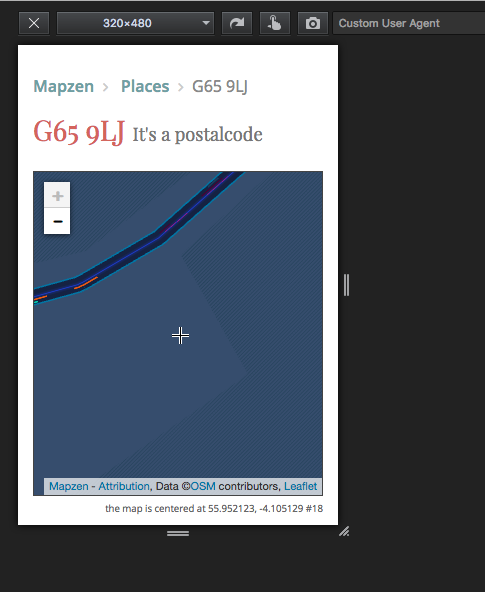 320×480
Custom User Agent
Mapzen > Places > G65 9LJ
G65 9LJ It's a postalcode
+
−
Mapzen - Attribution, Data ©OSM contributors, Leaflet
the map is centered at 55.952123, -4.105129 #18